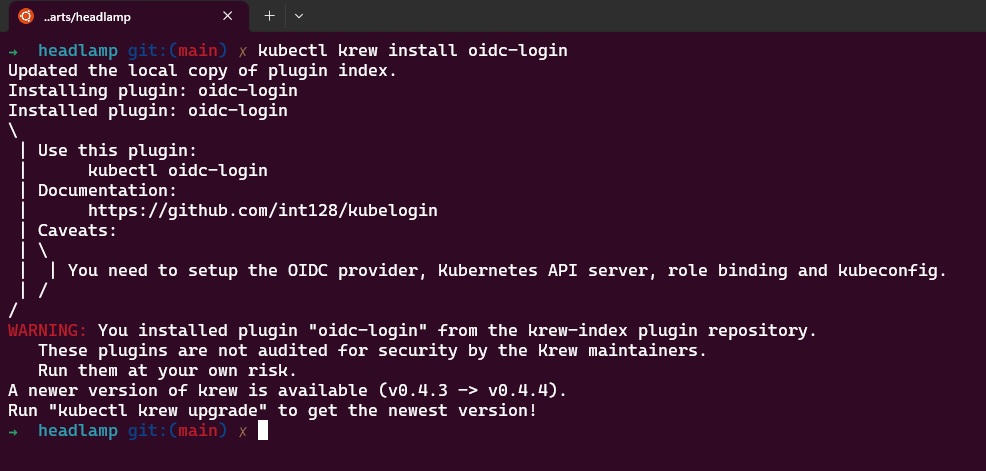 ..arts/headlamp
→ headlamp git:(main) ✗ kubectl krew install oidc-login
Updated the local copy of plugin index.
Installing plugin: oidc-login
Installed plugin: oidc-login
\
 | Use this plugin:
 |      kubectl oidc-login
 | Documentation:
 |      https://github.com/int128/kubelogin
 | Caveats:
 | \
 |  | You need to setup the OIDC provider, Kubernetes API server, role binding and kubeconfig.
 | /
/
WARNING: You installed plugin "oidc-login" from the krew-index plugin repository.
   These plugins are not audited for security by the Krew maintainers.
   Run them at your own risk.
A newer version of krew is available (v0.4.3 -> v0.4.4).
Run "kubectl krew upgrade" to get the newest version!
→ headlamp git:(main) ✗